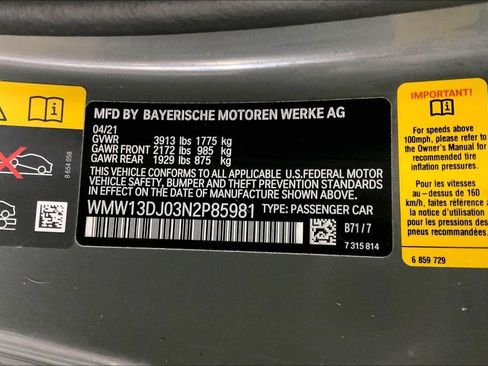 MFD BY BAYERISCHE MOTOREN WERKE AG
04/21
GVWR 3913 lbs 1775 kg
GAWR FRONT 2172 lbs 985 kg
GAWR REAR 1929 lbs 875 kg
THIS VEHICLE CONFORMS TO ALL APPLICABLE U.S.FEDERAL MOTOR
VEHICLE SAFETY, BUMPER AND THEFT PREVENTION STANDARDS
IN EFFECT ON THE DATE OF MANUFACTURE SHOWN ABOVE.
WMW13DJ03N2P85981 TYPE: PASSENGER CAR
B71 / 7
7 315 814
8 654 058
IMPORTANT!
For speeds above
100mph, please refer to
the Owner's Manual for
recommended tire
inflation pressures.
Pour les vitesses
au-dessus de 160
km/h, faites référence à
la notice d'utilisation
pour les pressions de
pneus recommandées.
6 859 729